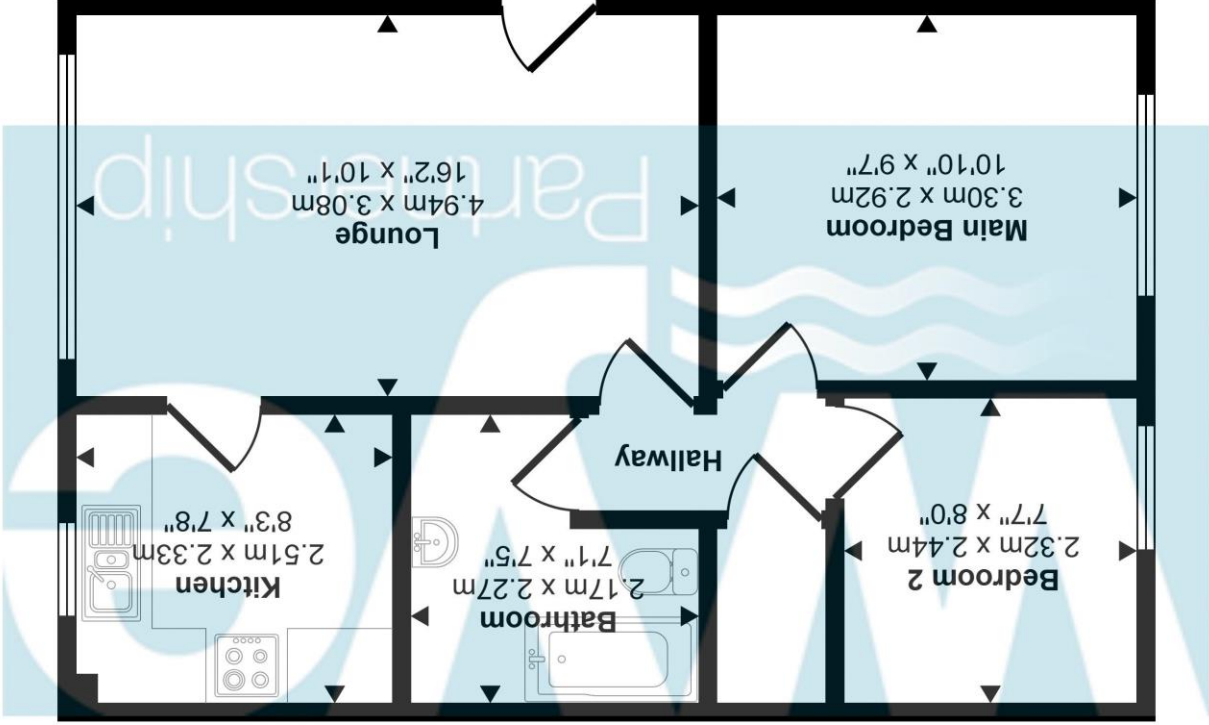 Bedroom 2
2.32m x 2.44m
7'7" x 8'0"
Bathroom
2.17m x 2.27m
7'1" x 7'5"
Kitchen
2.51m x 2.33m
8'3" x 7'8"
Hallway
Main Bedroom
3.30m x 2.92m
10'10" x 9'7"
Lounge
4.94m x 3.08m
16'2" x 10'1"
Partnership